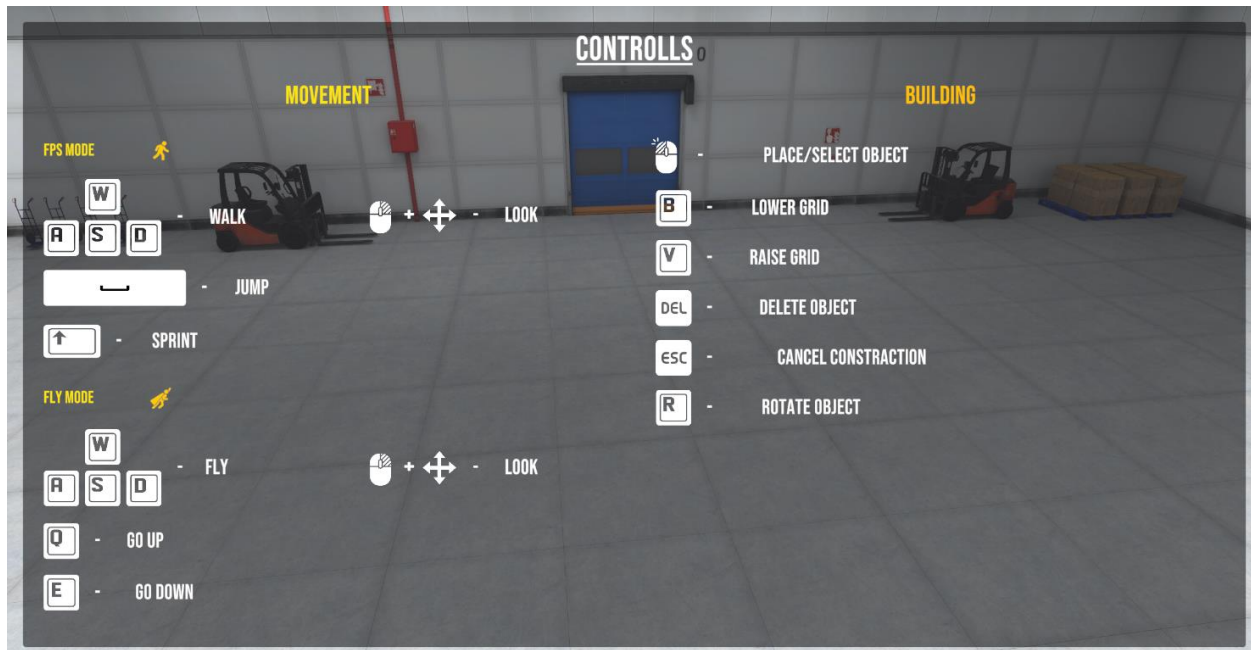 CONTROLLS 0
MOVEMENT
FPS MODE
W
A S D - WALK
+ - LOOK
- JUMP
- SPRINT
FLY MODE
W
A S D - FLY
+ - LOOK
Q - GO UP
E - GO DOWN
BUILDING
- PLACE/SELECT OBJECT
B - LOWER GRID
V - RAISE GRID
DEL - DELETE OBJECT
ESC - CANCEL CONSTRACTION
R - ROTATE OBJECT